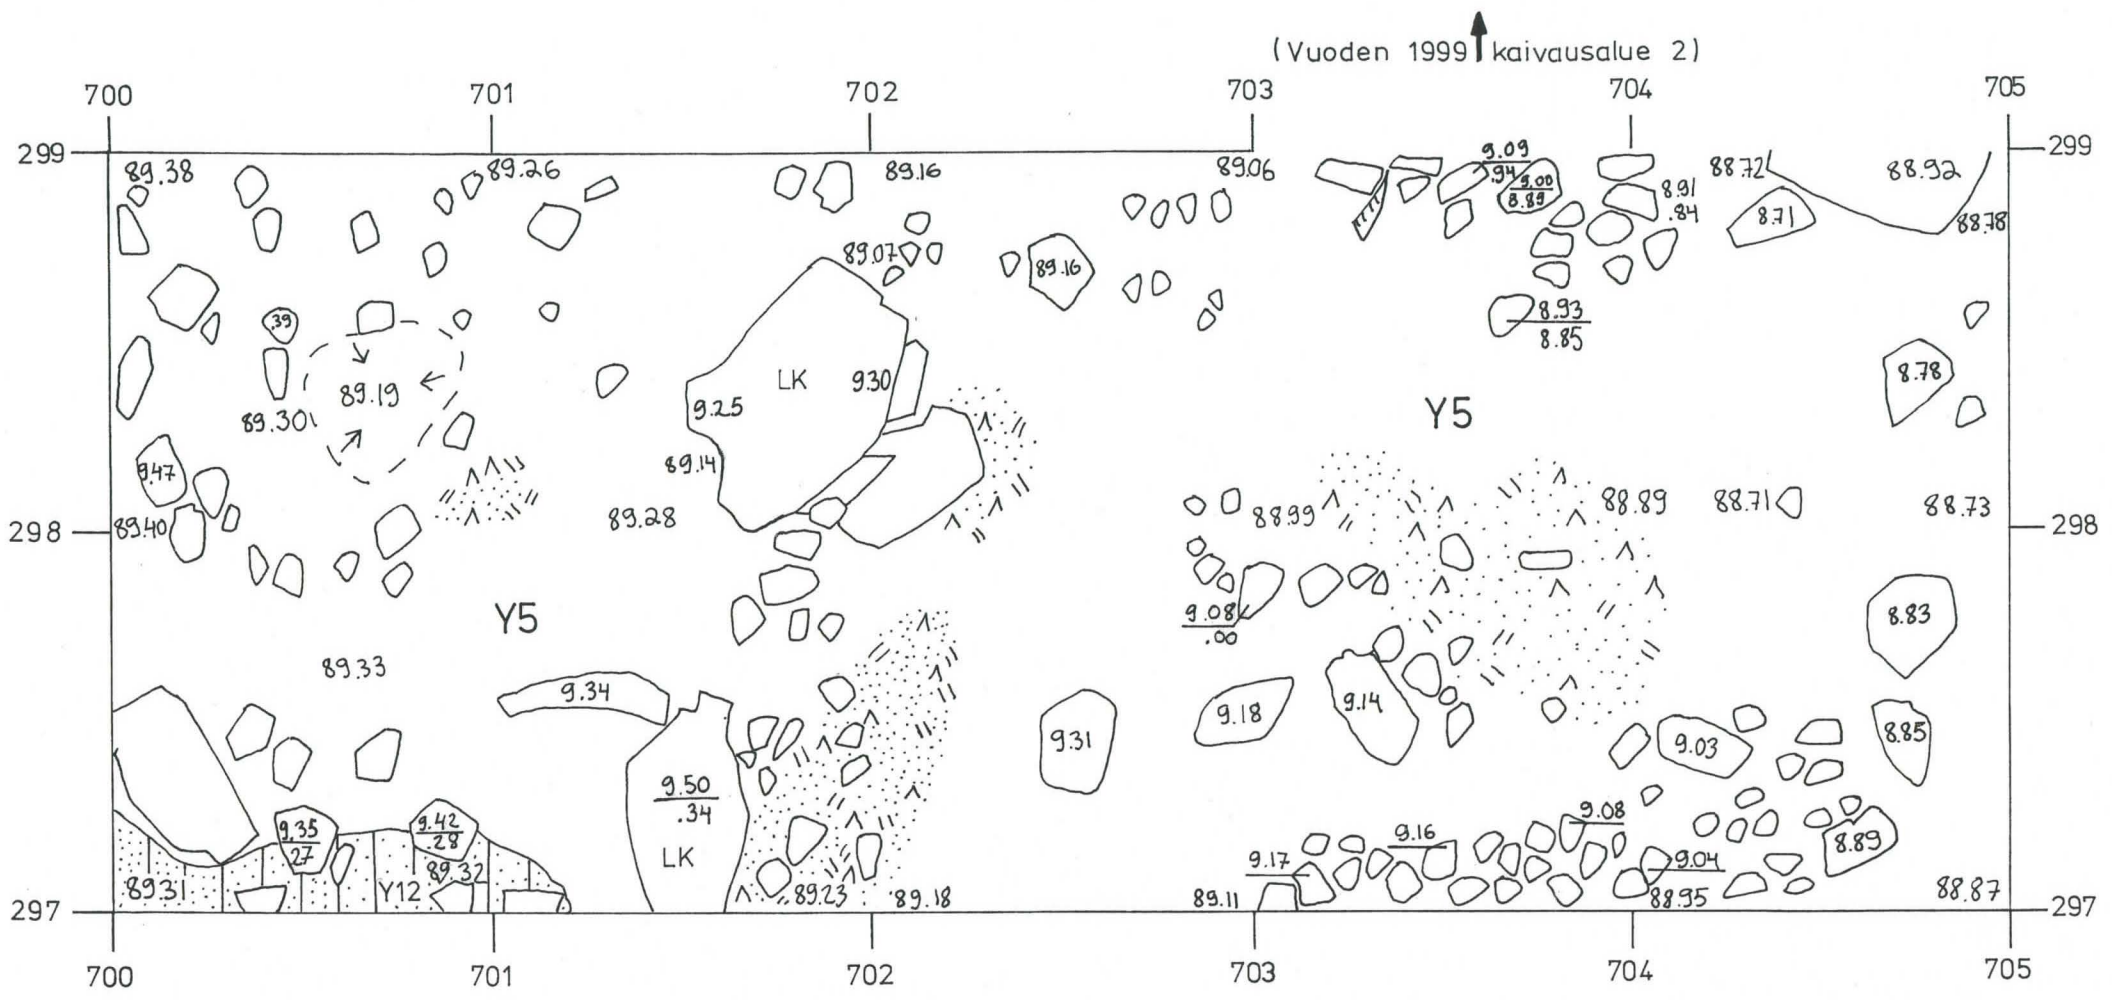 (Vuoden 1999 kaivausalue 2)
700 701 702 703 704 705
299 299
89.38 89.26 89.16 89.06 9.09 .94 9.00 8.89 8.91 .84 88.72 88.92
8.71 88.78
89.07 89.16
.39 8.93
8.85
89.19 LK 9.30 8.78
89.30 9.25 Y5
9.47 89.14
89.40 89.28 88.99 88.89 88.71 88.73
298 298
Y5 9.08
.00 8.83
89.33
9.34 9.18 9.14
9.31 9.03 8.85
9.50
.34
9.35
27 9.42
28 LK 9.16 9.08 8.89
89.31 Y12 89.32 89.23 89.18 9.17 89.11 9.04 88.95 88.87
297 297
700 701 702 703 704 705